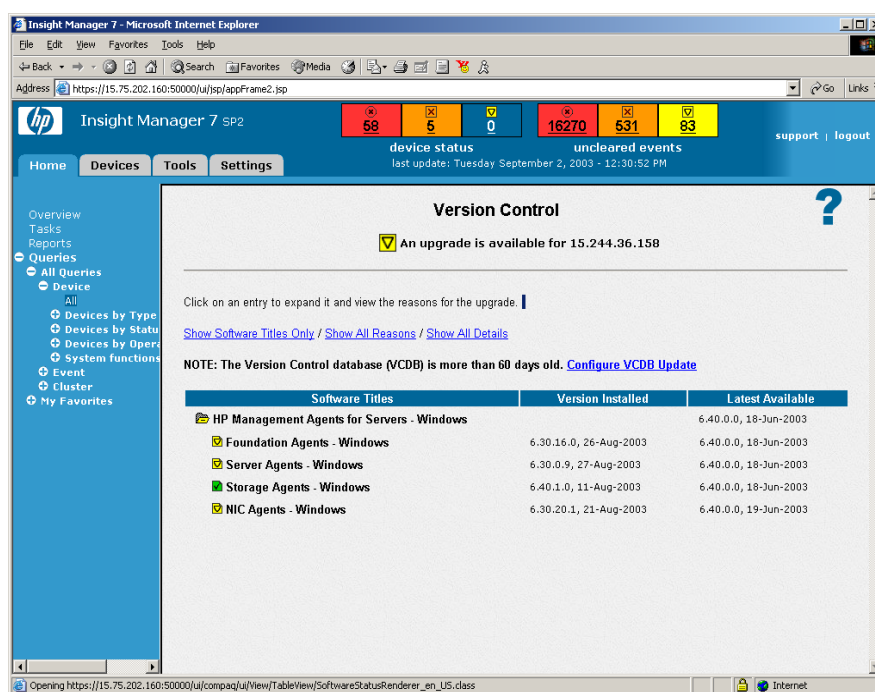 Insight Manager 7 - Microsoft Internet Explorer
File Edit View Favorites Tools Help
Back Search Favorites Media
Address https://15.75.202.160:50000/ui/jsp/appFrame2.jsp Go Links
hp Insight Manager 7 SP2
58 5 0 16270 531 83
support | logout
device status uncleared events
last update: Tuesday September 2, 2003 - 12:30:52 PM
Home Devices Tools Settings
Overview
Tasks
Reports
Queries
All Queries
Device
All
Devices by Type
Devices by Statu
Devices by Opera
System functions
Event
Cluster
My Favorites
Version Control
?
An upgrade is available for 15.244.36.158
Click on an entry to expand it and view the reasons for the upgrade.
Show Software Titles Only / Show All Reasons / Show All Details
NOTE: The Version Control database (VCDB) is more than 60 days old. Configure VCDB Update
Software Titles Version Installed Latest Available
HP Management Agents for Servers - Windows 6.40.0.0, 18-Jun-2003
Foundation Agents - Windows 6.30.16.0, 26-Aug-2003 6.40.0.0, 18-Jun-2003
Server Agents - Windows 6.30.0.9, 27-Aug-2003 6.40.0.0, 18-Jun-2003
Storage Agents - Windows 6.40.1.0, 11-Aug-2003 6.40.0.0, 18-Jun-2003
NIC Agents - Windows 6.30.20.1, 21-Aug-2003 6.40.0.0, 19-Jun-2003
Opening https://15.75.202.160:50000/ui/compaq/ui/View/TableView/SoftwareStatusRenderer_en_US.class Internet